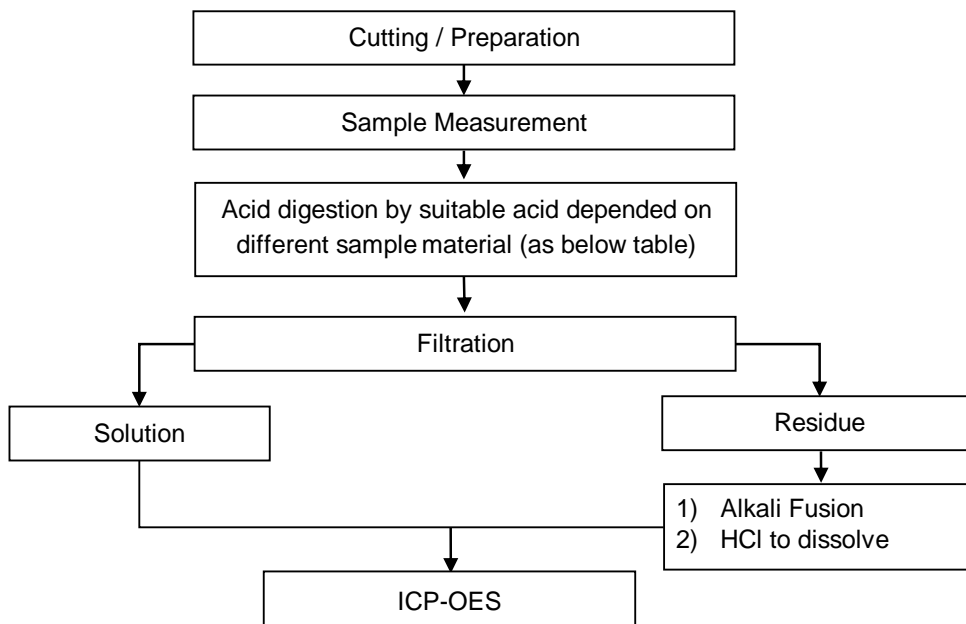 Cutting / Preparation
Sample Measurement
Acid digestion by suitable acid depended on
different sample material (as below table)
Filtration
Solution
Residue
1) Alkali Fusion
2) HCl to dissolve
ICP-OES